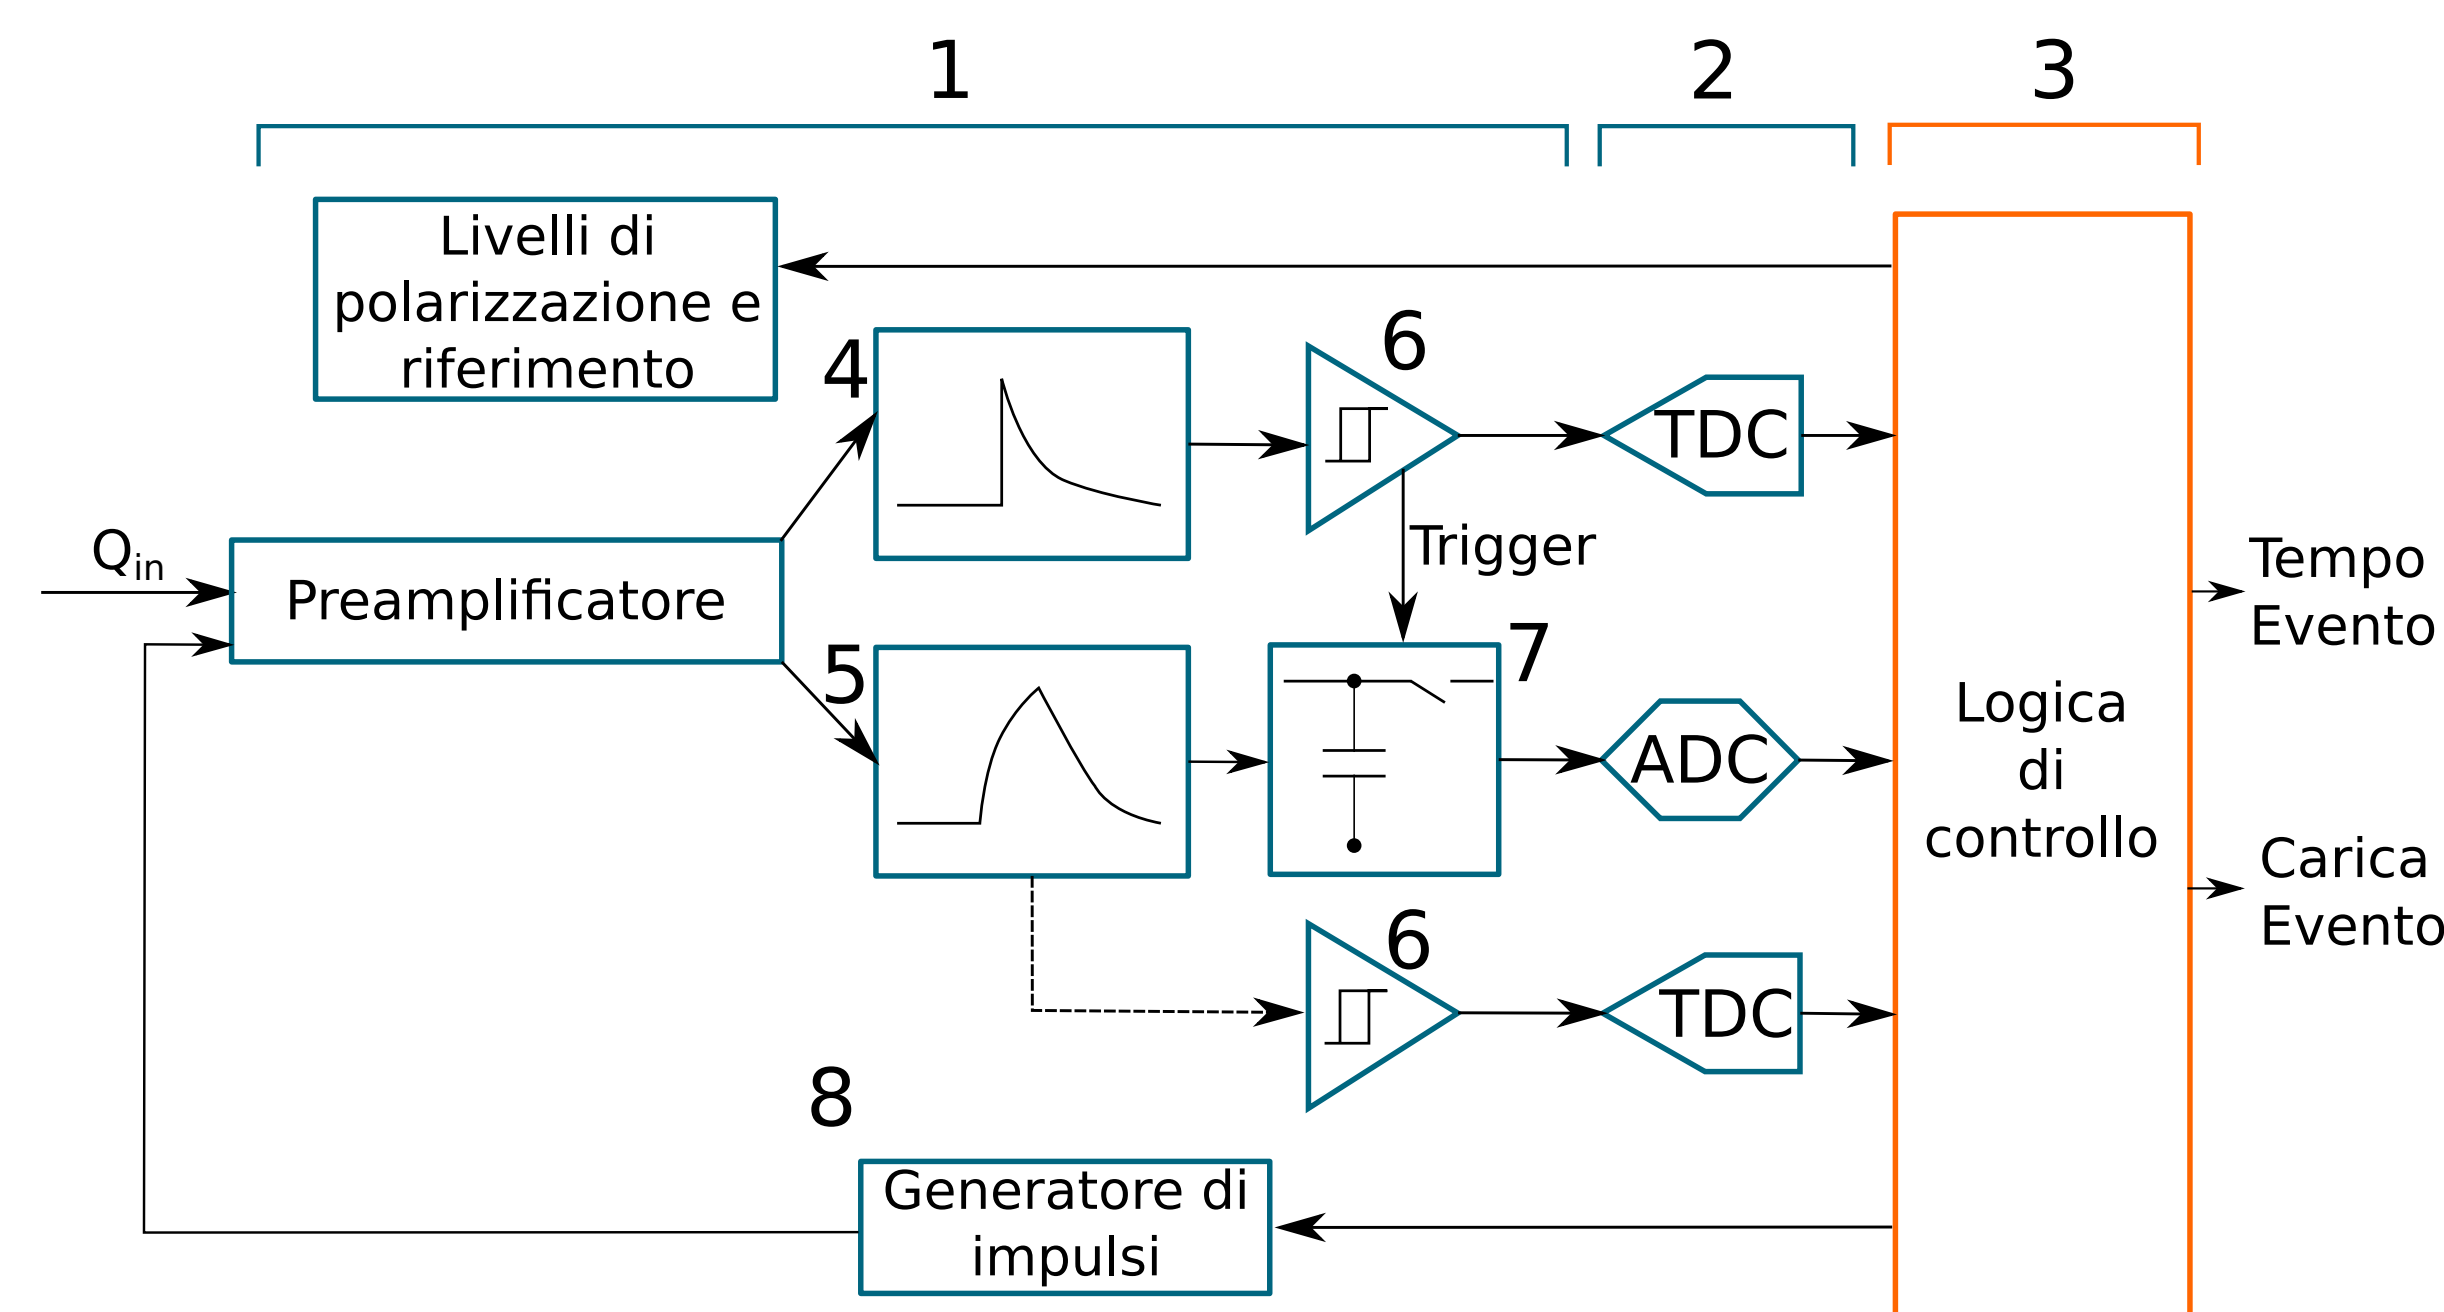 1
2
3
Livelli di
polarizzazione e
riferimento
4
6
TDC
Trigger
Q_in
Preamplificatore
5
7
ADC
Logica
di
controllo
Tempo
Evento
Carica
Evento
6
TDC
8
Generatore di
impulsi